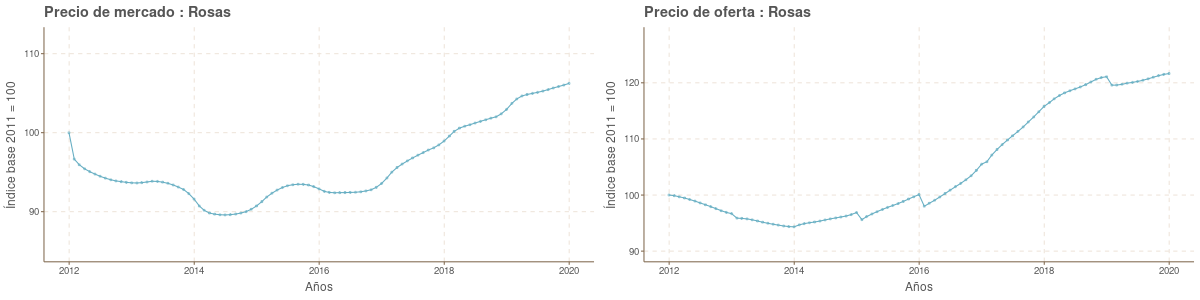 Precio de mercado : Rosas
Índice base 2011 = 100
110
100
90
2012 2014 2016 2018 2020
Años
Precio de oferta : Rosas
Índice base 2011 = 100
120
110
100
90
2012 2014 2016 2018 2020
Años